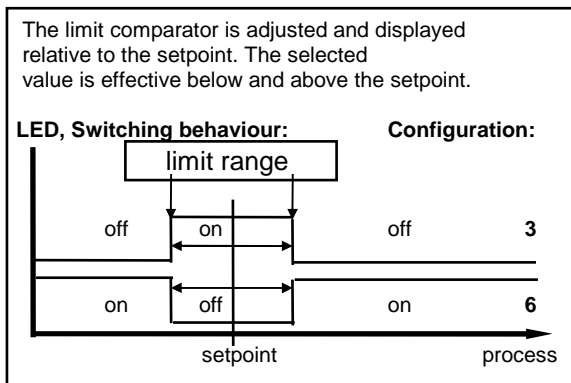 The limit comparator is adjusted and displayed
relative to the setpoint. The selected
value is effective below and above the setpoint.
LED, Switching behaviour: Configuration:
limit range
off on off 3
on off on 6
setpoint process